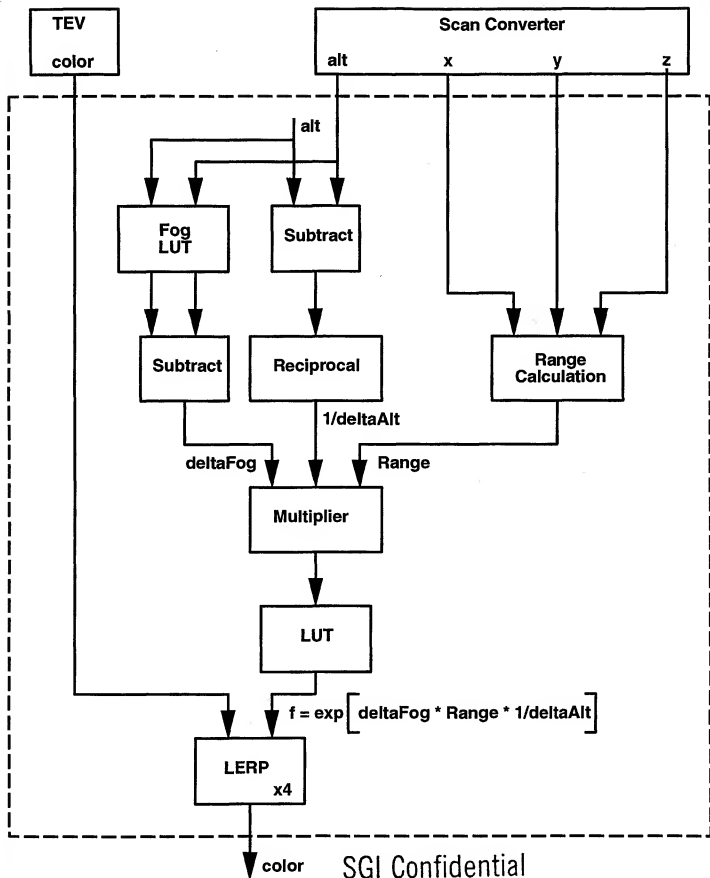 TEV
color
Scan Converter
alt x y z
alt
Fog
LUT
Subtract
Subtract
Reciprocal
Range
Calculation
1/deltaAlt
deltaFog
Range
Multiplier
LUT
f = exp[deltaFog * Range * 1/deltaAlt]
LERP
x4
color
SGI Confidential